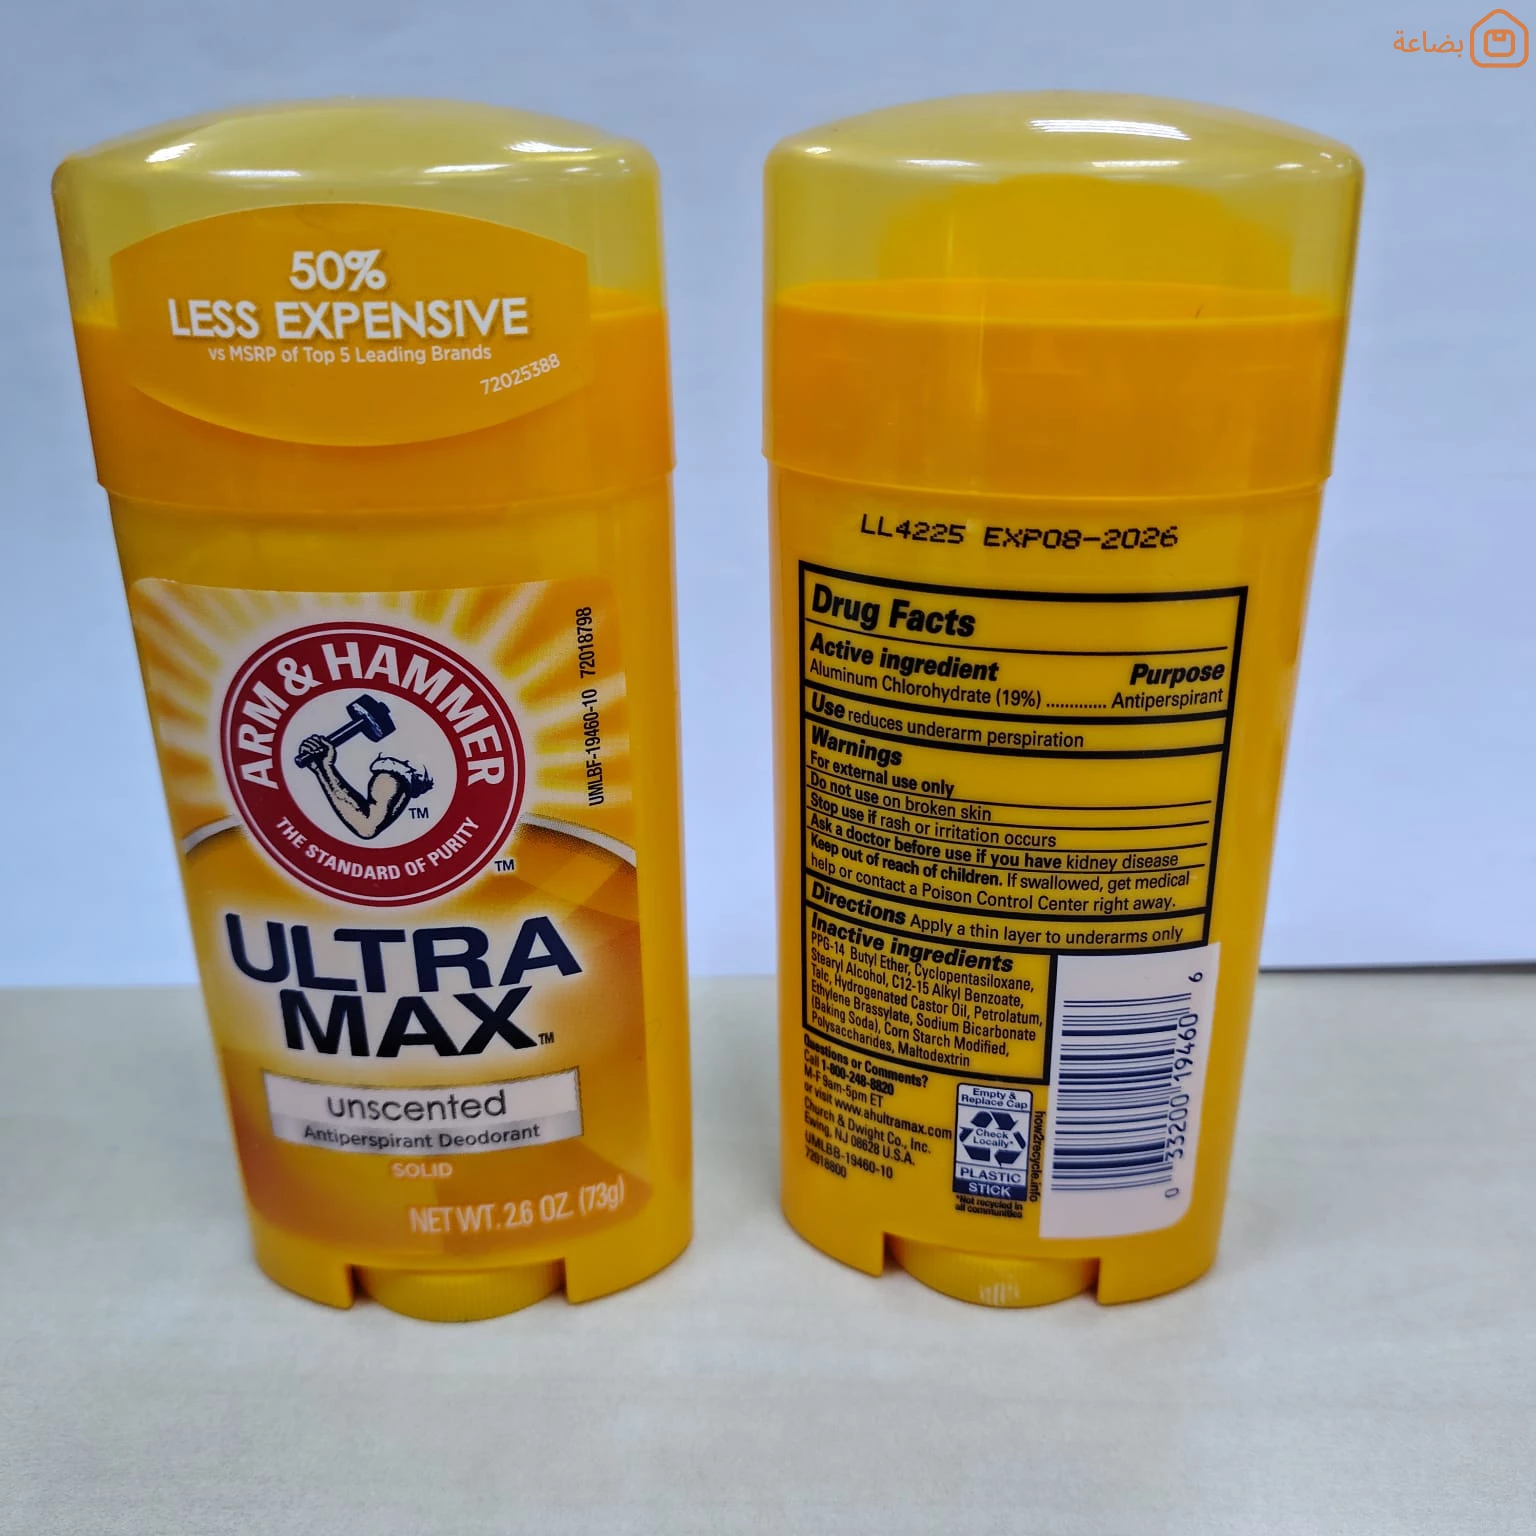 بضاعة
50%
LESS EXPENSIVE
vs MSRP of Top 5 Leading Brands
72025388
ARM & HAMMER
THE STANDARD OF PURITY
TM
TM
UMLBF-19460-10 72018798
ULTRA
MAX TM
unscented
Antiperspirant Deodorant
SOLID
NET WT. 2.6 OZ. (73g)
LL4225 EXP08-2026
Drug Facts
Active ingredient Purpose
Aluminum Chlorohydrate (19%) ............. Antiperspirant
Use reduces underarm perspiration
Warnings
For external use only
Do not use on broken skin
Stop use if rash or irritation occurs
Ask a doctor before use if you have kidney disease
Keep out of reach of children. If swallowed, get medical
help or contact a Poison Control Center right away.
Directions Apply a thin layer to underarms only
Inactive ingredients
PPG-14 Butyl Ether, Cyclopentasiloxane,
Stearyl Alcohol, C12-15 Alkyl Benzoate,
Talc, Hydrogenated Castor Oil, Petrolatum,
Ethylene Brassylate, Sodium Bicarbonate
(Baking Soda), Corn Starch Modified,
Polysaccharides, Maltodextrin
Questions or Comments?
Call 1-800-248-8820
M-F 9am-5pm ET
or visit www.ahultramax.com
Church & Dwight Co., Inc.
Ewing, NJ 08628 U.S.A.
UMLBB-19460-10
72018800
Empty &
Replace Cap
Check
Locally*
PLASTIC
STICK
*Not recycled in
all communities
how2recycle.info
0 33200 19460 6